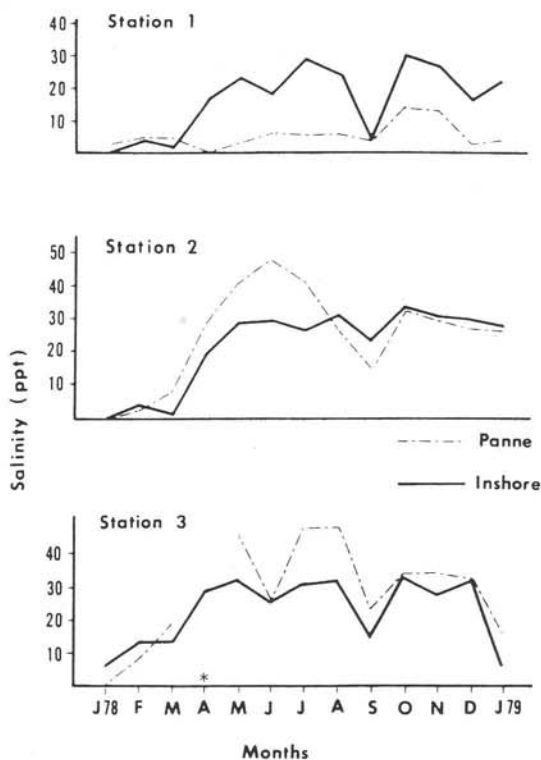 Station 1
40
30
20
10
Station 2
50
40
30
20
10
Salinity (ppt)
Panne
Inshore
Station 3
40
30
20
10
*
J78 F M A M J J A S O N D J79
Months